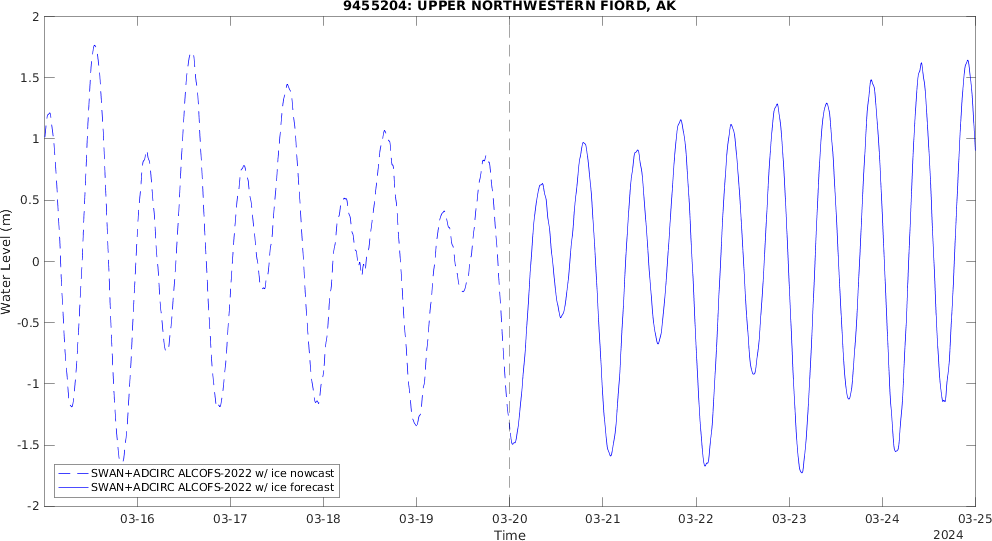 9455204: UPPER NORTHWESTERN FIORD, AK
2
1.5
1
0.5
0
-0.5
-1
-1.5
-2
Water Level (m)
SWAN+ADCIRC ALCOFS-2022 w/ ice nowcast
SWAN+ADCIRC ALCOFS-2022 w/ ice forecast
03-16 03-17 03-18 03-19 03-20 03-21 03-22 03-23 03-24 03-25
Time
2024